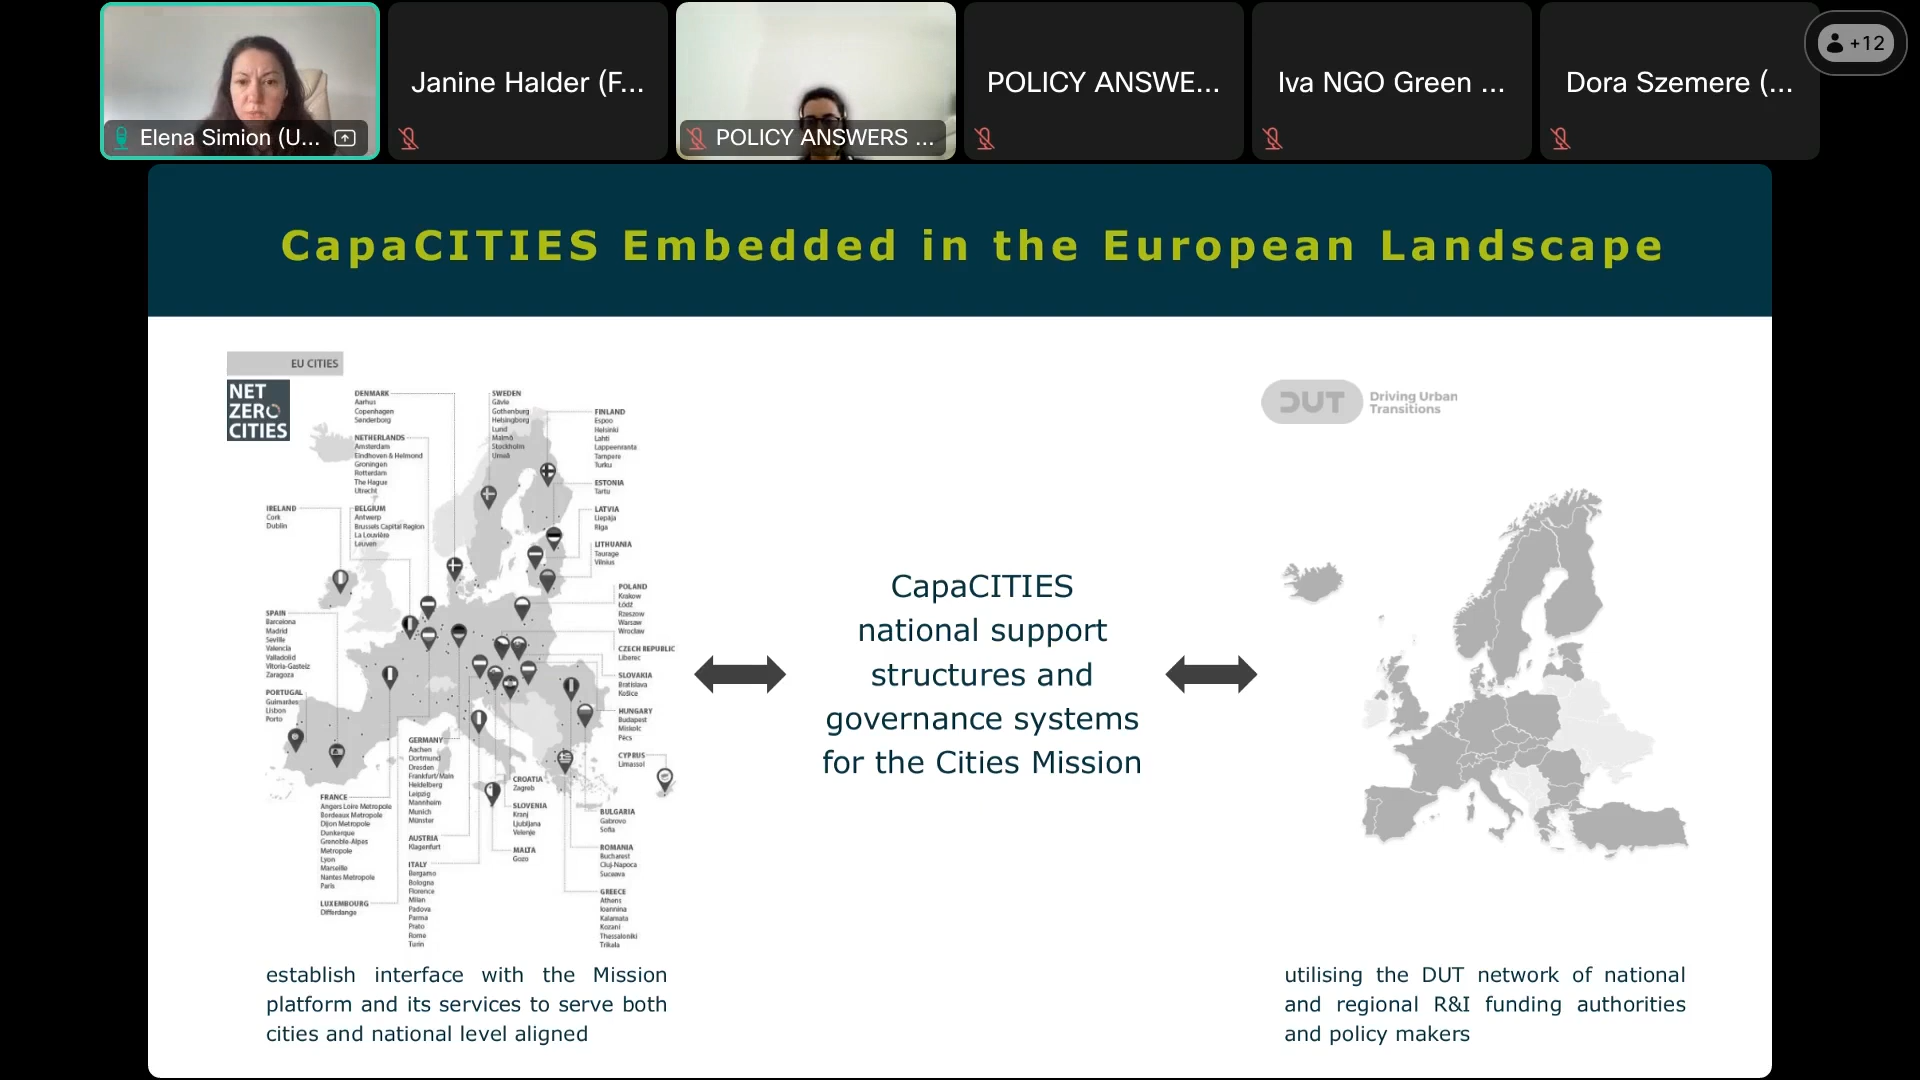 Elena Simion (U...
Janine Halder (F...
POLICY ANSWERS ...
POLICY ANSWE...
Iva NGO Green ...
Dora Szemere (...
+12
CapaCITIES Embedded in the European Landscape
EU CITIES
NET
ZERO
CITIES
DENMARK
Aarhus
Copenhagen
Sønderborg
NETHERLANDS
Amsterdam
Eindhoven & Helmond
Groningen
Rotterdam
The Hague
Utrecht
IRELAND
Cork
Dublin
BELGIUM
Antwerp
Brussels Capital Region
La Louvière
Leuven
SWEDEN
Gävle
Gothenburg
Helsingborg
Lund
Malmö
Stockholm
Umeå
FINLAND
Espoo
Helsinki
Lahti
Lappeenranta
Tampere
Turku
ESTONIA
Tartu
LATVIA
Liepāja
Riga
LITHUANIA
Taurage
Vilnius
POLAND
Krakow
Łódź
Rzeszow
Warsaw
Wrocław
CZECH REPUBLIC
Liberec
SLOVAKIA
Bratislava
Košice
HUNGARY
Budapest
Miskolc
Pécs
CYPRUS
Limassol
SPAIN
Barcelona
Madrid
Seville
Valencia
Valladolid
Vitoria-Gasteiz
Zaragoza
PORTUGAL
Guimarães
Lisbon
Porto
GERMANY
Aachen
Dortmund
Dresden
Frankfurt/Main
Heidelberg
Leipzig
Mannheim
Munich
Münster
AUSTRIA
Klagenfurt
ITALY
Bergamo
Bologna
Florence
Milan
Padova
Parma
Prato
Rome
Turin
FRANCE
Angers Loire Metropole
Bordeaux Metropole
Dijon Metropole
Dunkerque
Grenoble-Alpes
Metropole
Lyon
Marseille
Nantes Metropole
Paris
LUXEMBOURG
Differdange
CROATIA
Zagreb
SLOVENIA
Kranj
Ljubljana
Velenje
MALTA
Gozo
BULGARIA
Gabrovo
Sofia
ROMANIA
Bucharest
Cluj-Napoca
Suceava
GREECE
Athens
Ioannina
Kalamata
Kozani
Thessaloniki
Trikala
establish interface with the Mission
platform and its services to serve both
cities and national level aligned
CapaCITIES
national support
structures and
governance systems
for the Cities Mission
DUT
Driving Urban
Transitions
utilising the DUT network of national
and regional R&I funding authorities
and policy makers